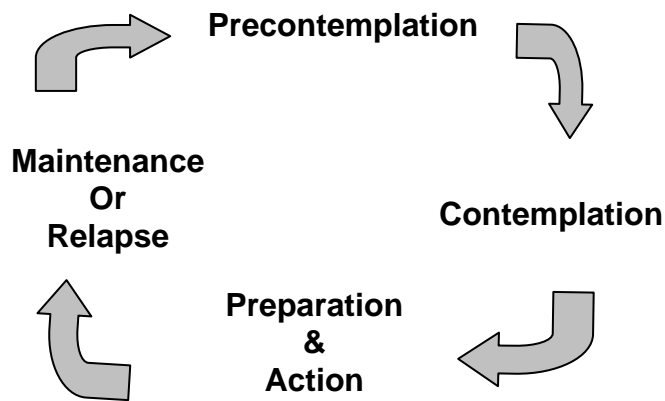 Precontemplation
Maintenance
Or
Relapse
Contemplation
Preparation
&
Action